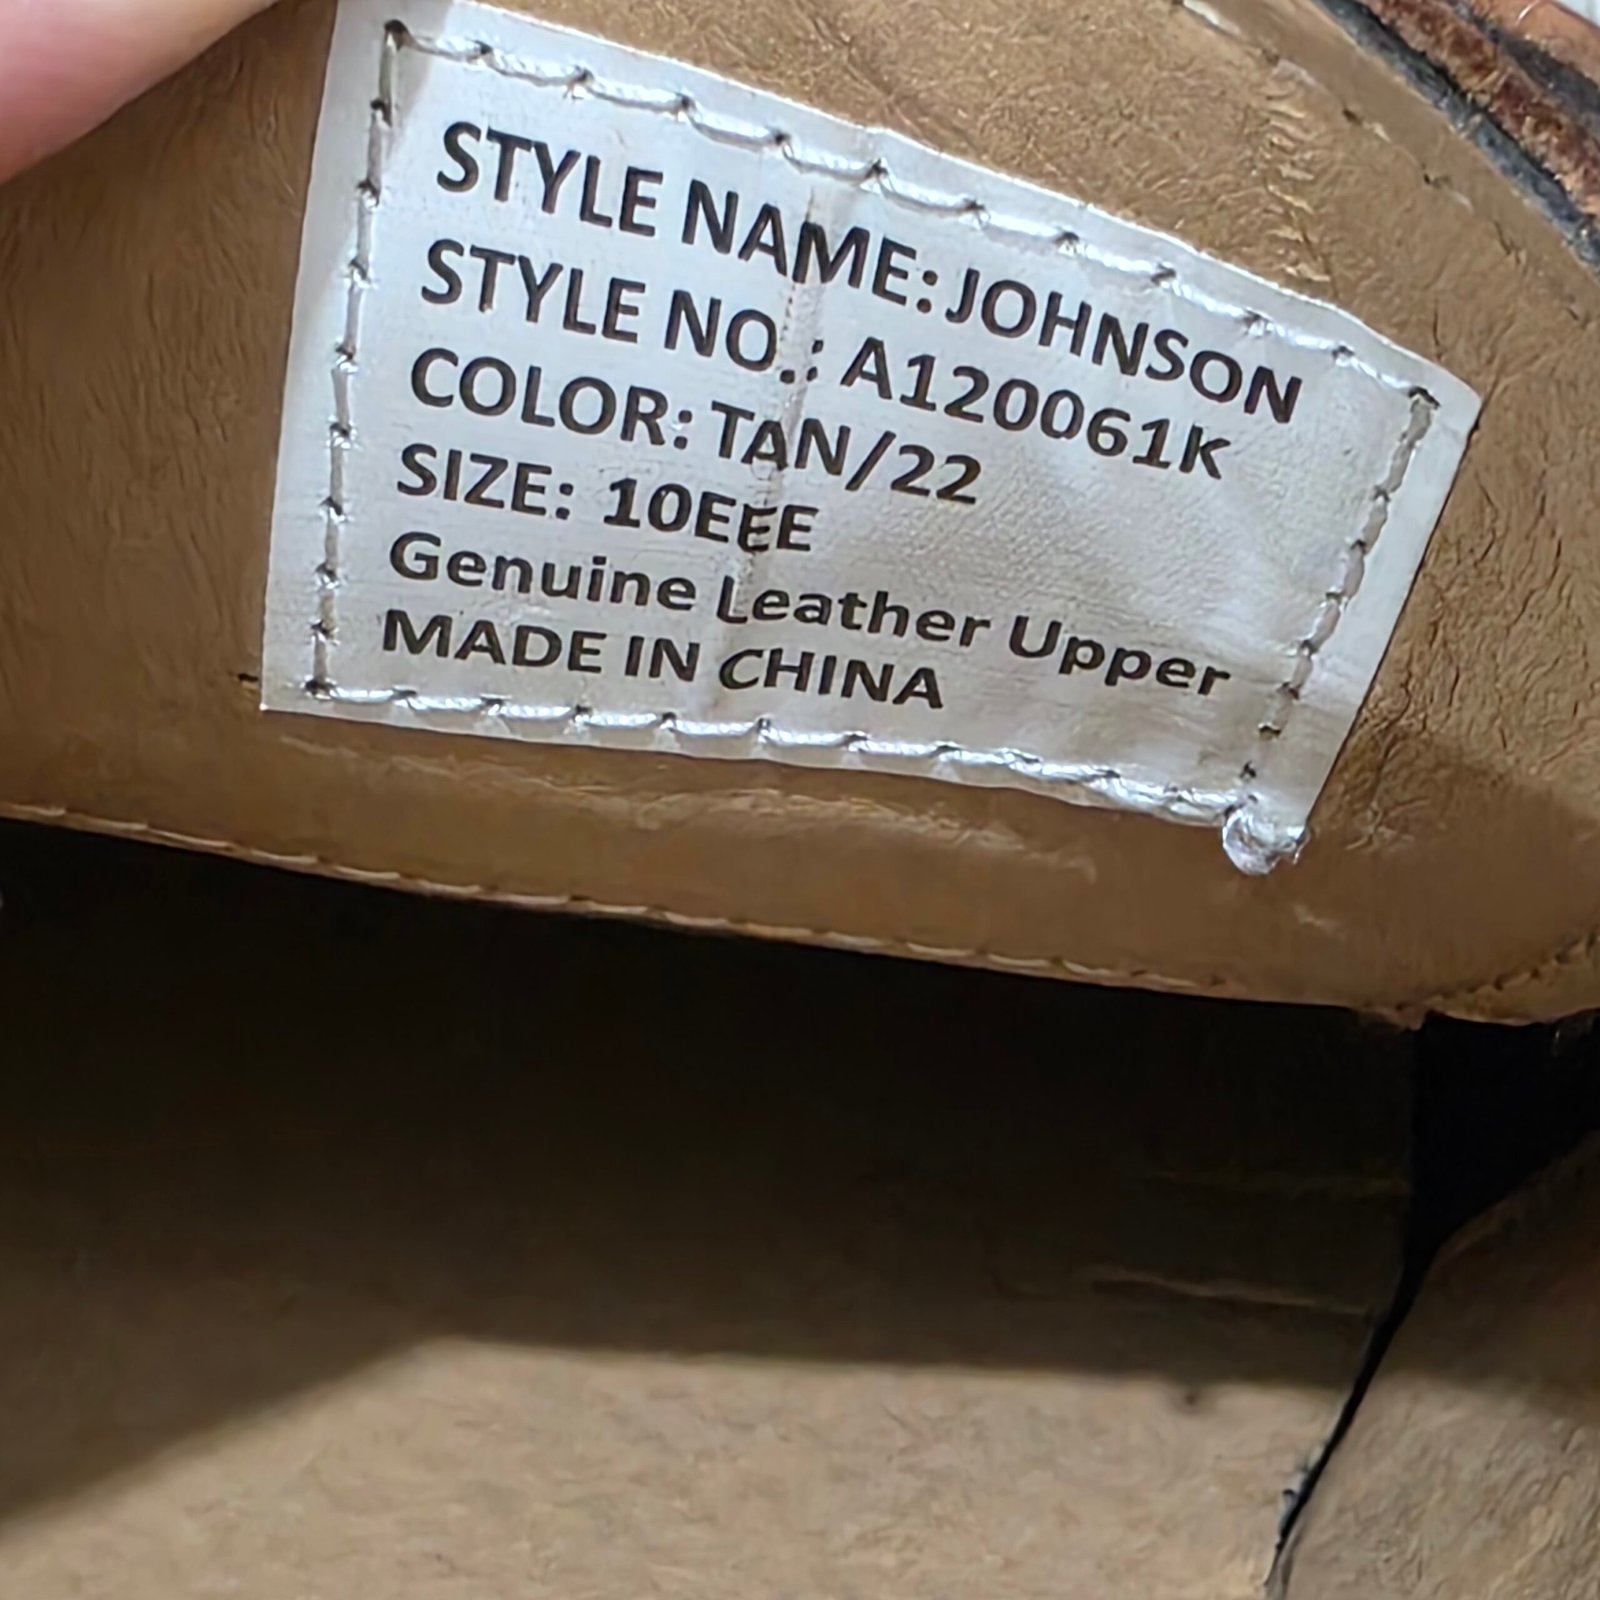 STYLE NAME: JOHNSON
STYLE NO.: A120061K
COLOR: TAN/22
SIZE: 10EEE
Genuine Leather Upper
MADE IN CHINA